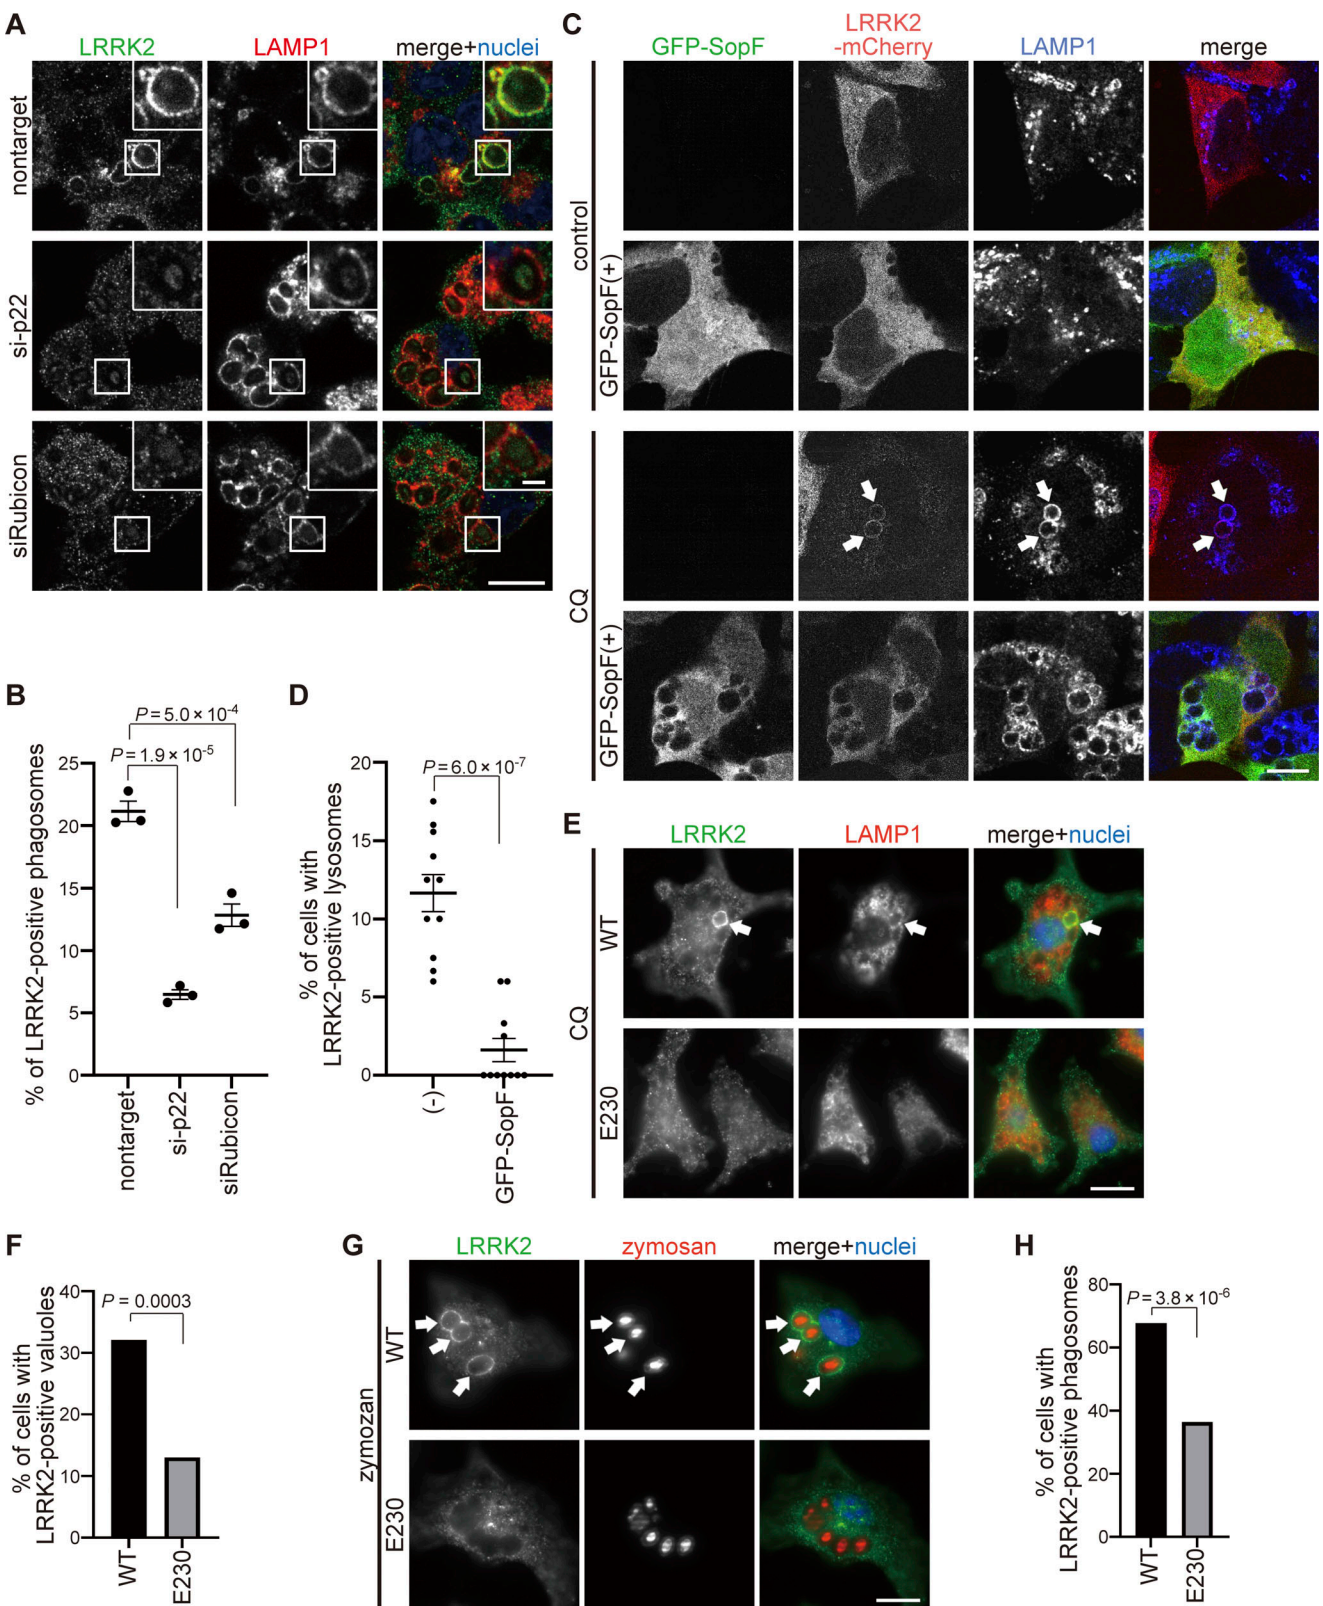 A
LRRK2 LAMP1 merge+nuclei
nontarget
si-p22
siRubicon
B
% of LRRK2-positive phagosomes
P = 5.0 × 10-4
P = 1.9 × 10-5
25
20
15
10
5
0
nontarget
si-p22
siRubicon
C
GFP-SopF LRRK2
-mCherry LAMP1 merge
control
GFP-SopF(+)
CQ
GFP-SopF(+)
D
% of cells with
LRRK2-positive lysosomes
P = 6.0 × 10-7
20
15
10
5
0
(-)
GFP-SopF
E
LRRK2 LAMP1 merge+nuclei
CQ
WT
E230
F
% of cells with
LRRK2-positive valuoles
P = 0.0003
40
30
20
10
0
WT
E230
G
LRRK2 zymosan merge+nuclei
zymozan
WT
E230
H
% of cells with
LRRK2-positive phagosomes
P = 3.8 × 10-6
80
60
40
20
0
WT
E230